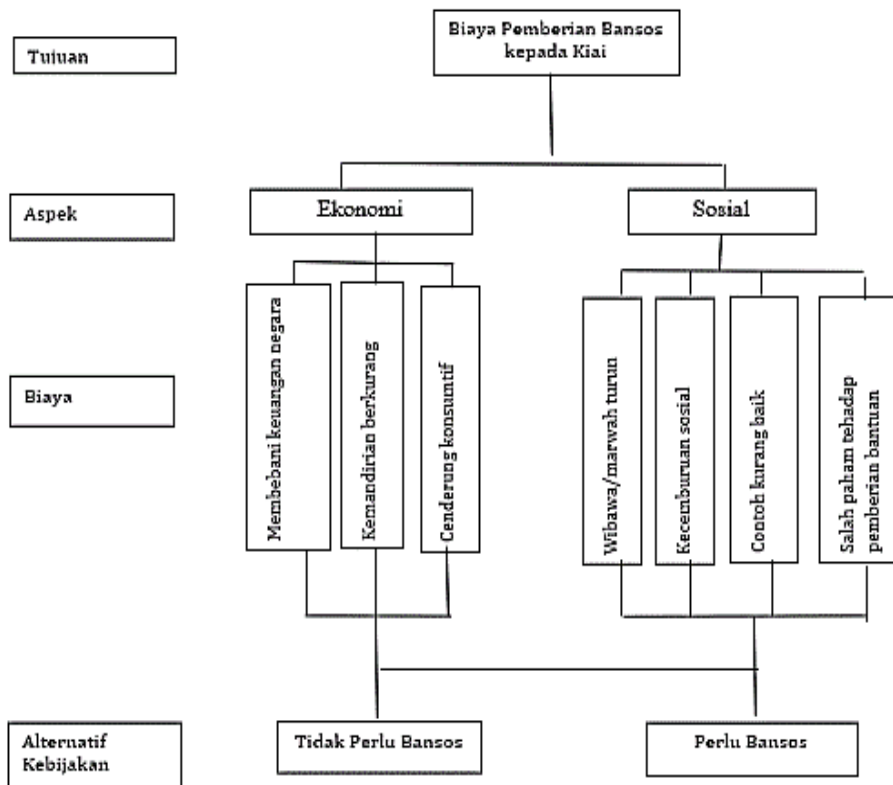 Biaya Pemberian Bansos
kepada Kiai
Tujuan
Aspek
Ekonomi
Sosial
Biaya
Membebani keuangan negara
Kemandirian berkurang
Cenderung konsumtif
Wibawa/marwah turun
Kecemburuan sosial
Contoh kurang baik
Salah paham tehadap
pemberian bantuan
Alternatif
Kebijakan
Tidak Perlu Bansos
Perlu Bansos